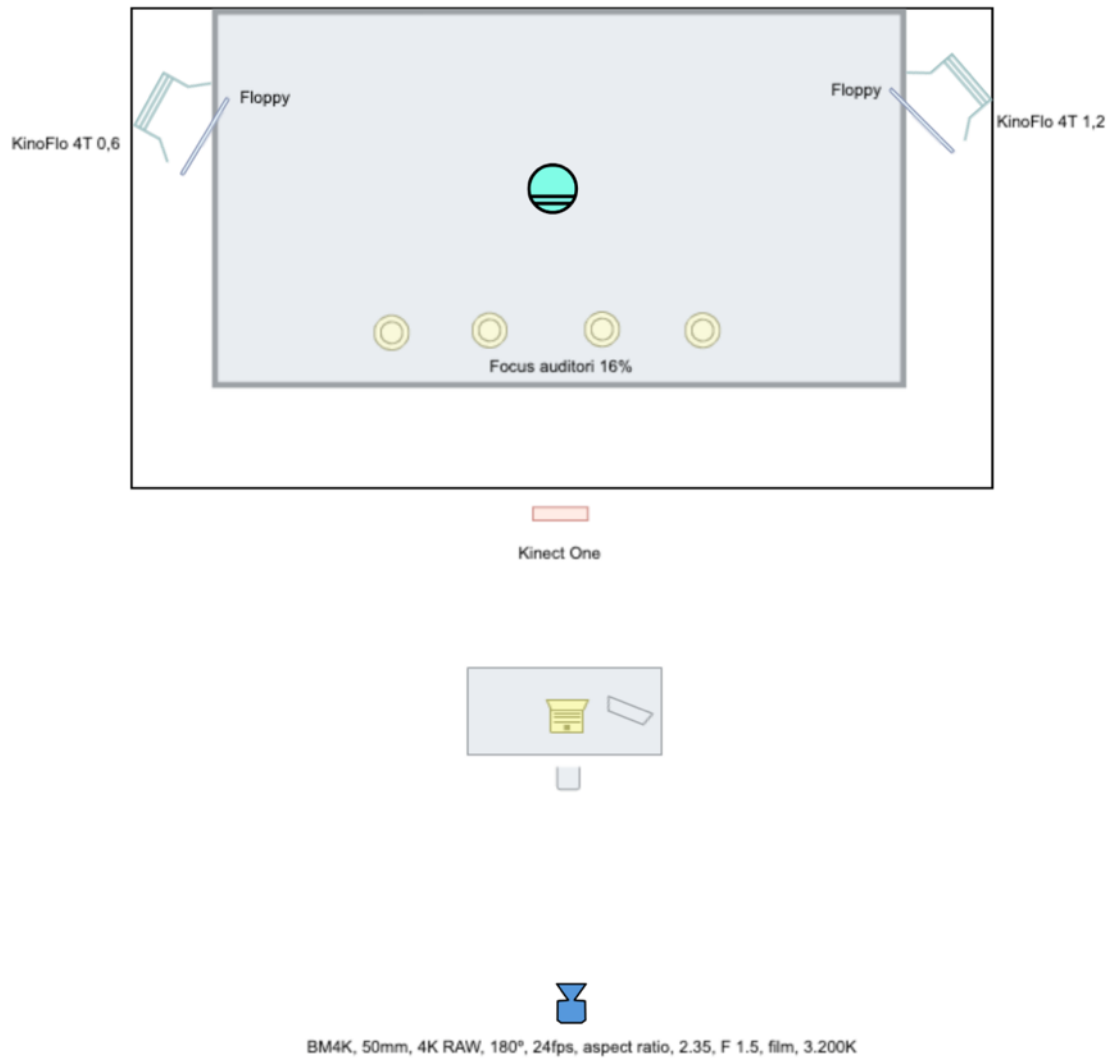 Floppy
Floppy
KinoFlo 4T 0,6
KinoFlo 4T 1,2
Focus auditori 16%
Kinect One
BM4K, 50mm, 4K RAW, 180º, 24fps, aspect ratio, 2.35, F 1.5, film, 3.200K